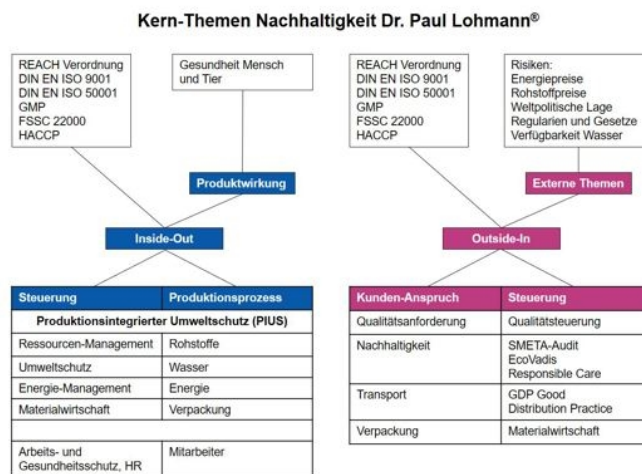 Kern-Themen Nachhaltigkeit Dr. Paul Lohmann®
REACH Verordnung
DIN EN ISO 9001
DIN EN ISO 50001
GMP
FSSC 22000
HACCP
Gesundheit Mensch
und Tier
Produktwirkung
Inside-Out
Steuerung Produktionsprozess
Produktionsintegrierter Umweltschutz (PIUS)
Ressourcen-Management Rohstoffe
Umweltschutz Wasser
Energie-Management Energie
Materialwirtschaft Verpackung
Arbeits- und Mitarbeiter
Gesundheitsschutz, HR
REACH Verordnung
DIN EN ISO 9001
DIN EN ISO 50001
GMP
FSSC 22000
HACCP
Risiken:
Energiepreise
Rohstoffpreise
Weltpolitische Lage
Regularien und Gesetze
Verfügbarkeit Wasser
Externe Themen
Outside-In
Kunden-Anspruch Steuerung
Qualitätsanforderung Qualitätsteuerung
Nachhaltigkeit SMETA-Audit
EcoVadis
Responsible Care
Transport GDP Good
Distribution Practice
Verpackung Materialwirtschaft